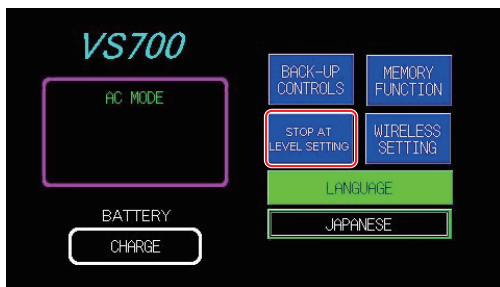 VS700
AC MODE
BATTERY
CHARGE
BACK-UP
CONTROLS
MEMORY
FUNCTION
STOP AT
LEVEL SETTING
WIRELESS
SETTING
LANGUAGE
JAPANESE